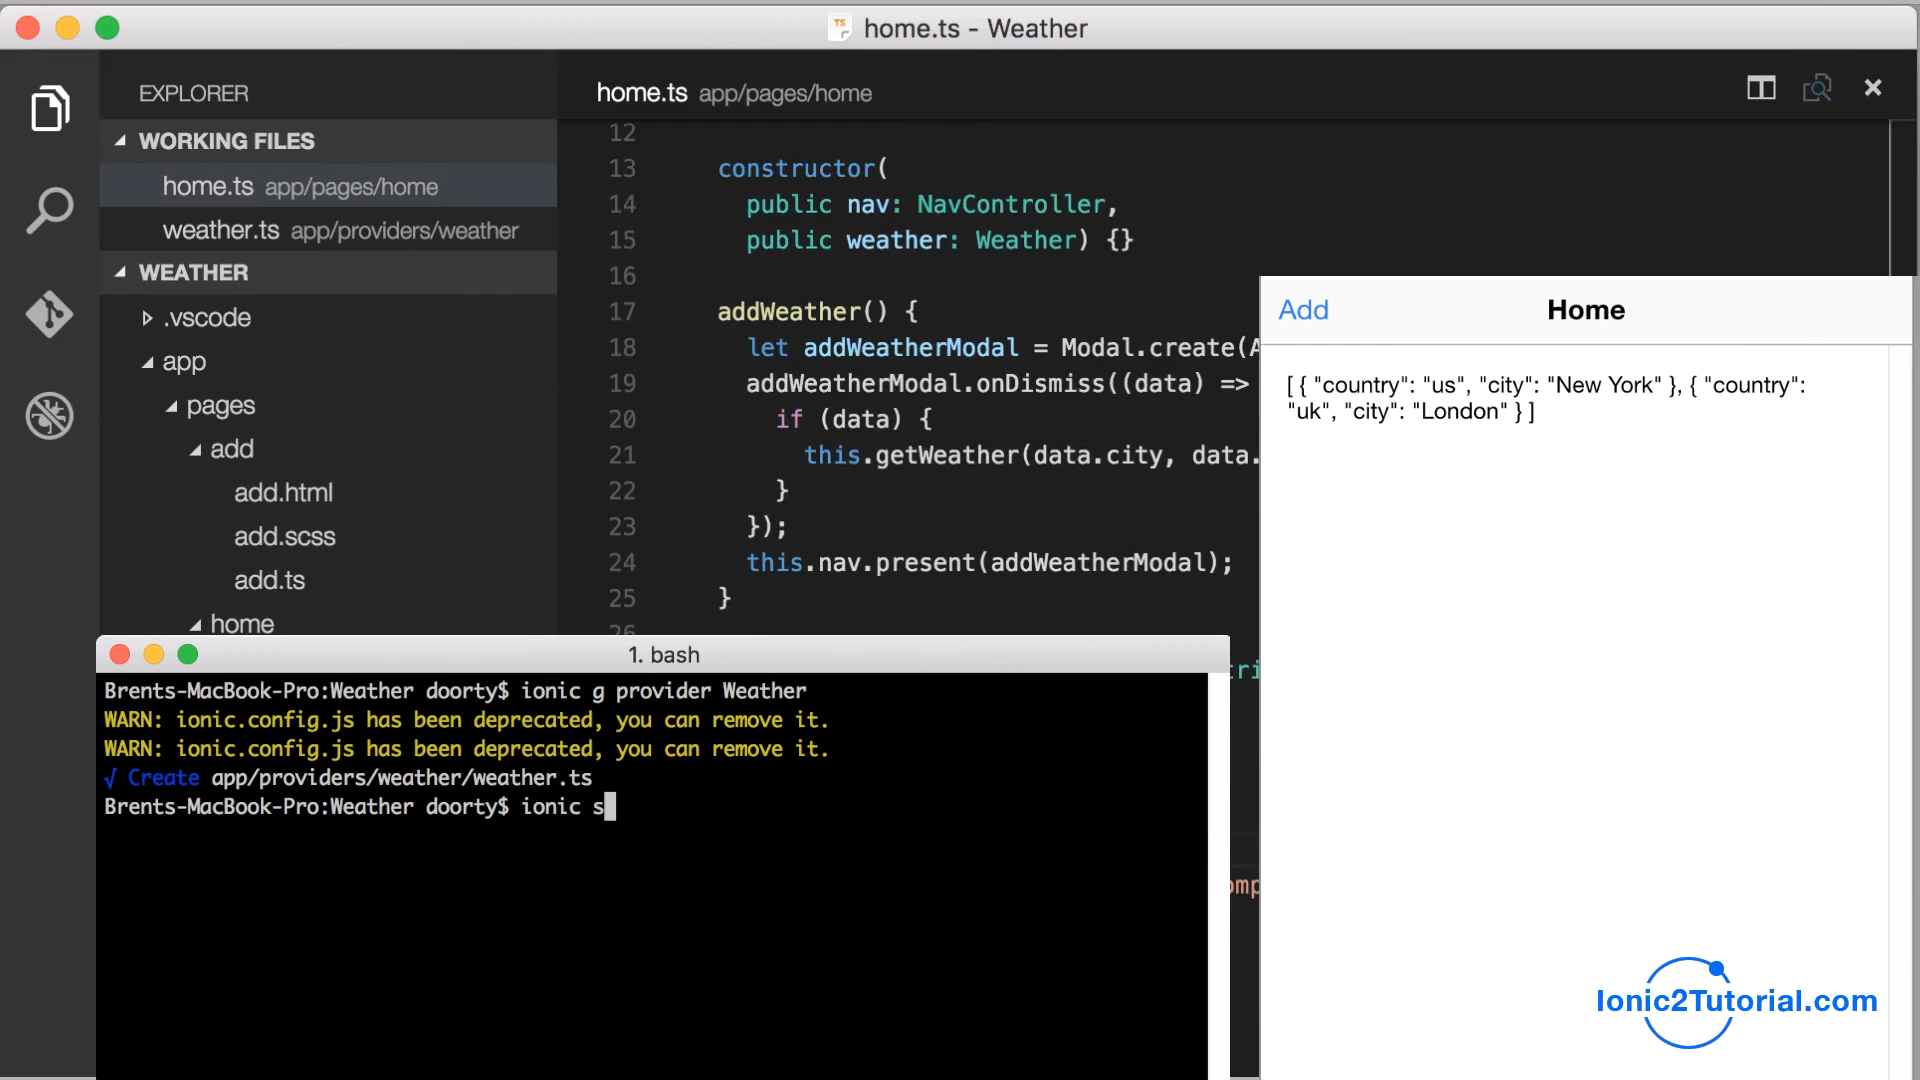 TS home.ts - Weather
EXPLORER
WORKING FILES
home.ts app/pages/home
weather.ts app/providers/weather
WEATHER
.vscode
app
pages
add
add.html
add.scss
add.ts
home
home.ts app/pages/home
12
13 constructor(
14 public nav: NavController,
15 public weather: Weather) {}
16
17 addWeather() {
18 let addWeatherModal = Modal.create(A
19 addWeatherModal.onDismiss((data) =>
20 if (data) {
21 this.getWeather(data.city, data.
22 }
23 });
24 this.nav.present(addWeatherModal);
25 }
26
tri
omp
1. bash
Brents-MacBook-Pro:Weather doorty$ ionic g provider Weather
WARN: ionic.config.js has been deprecated, you can remove it.
WARN: ionic.config.js has been deprecated, you can remove it.
√ Create app/providers/weather/weather.ts
Brents-MacBook-Pro:Weather doorty$ ionic s
Add Home
[ { "country": "us", "city": "New York" }, { "country":
"uk", "city": "London" } ]
Ionic2Tutorial.com